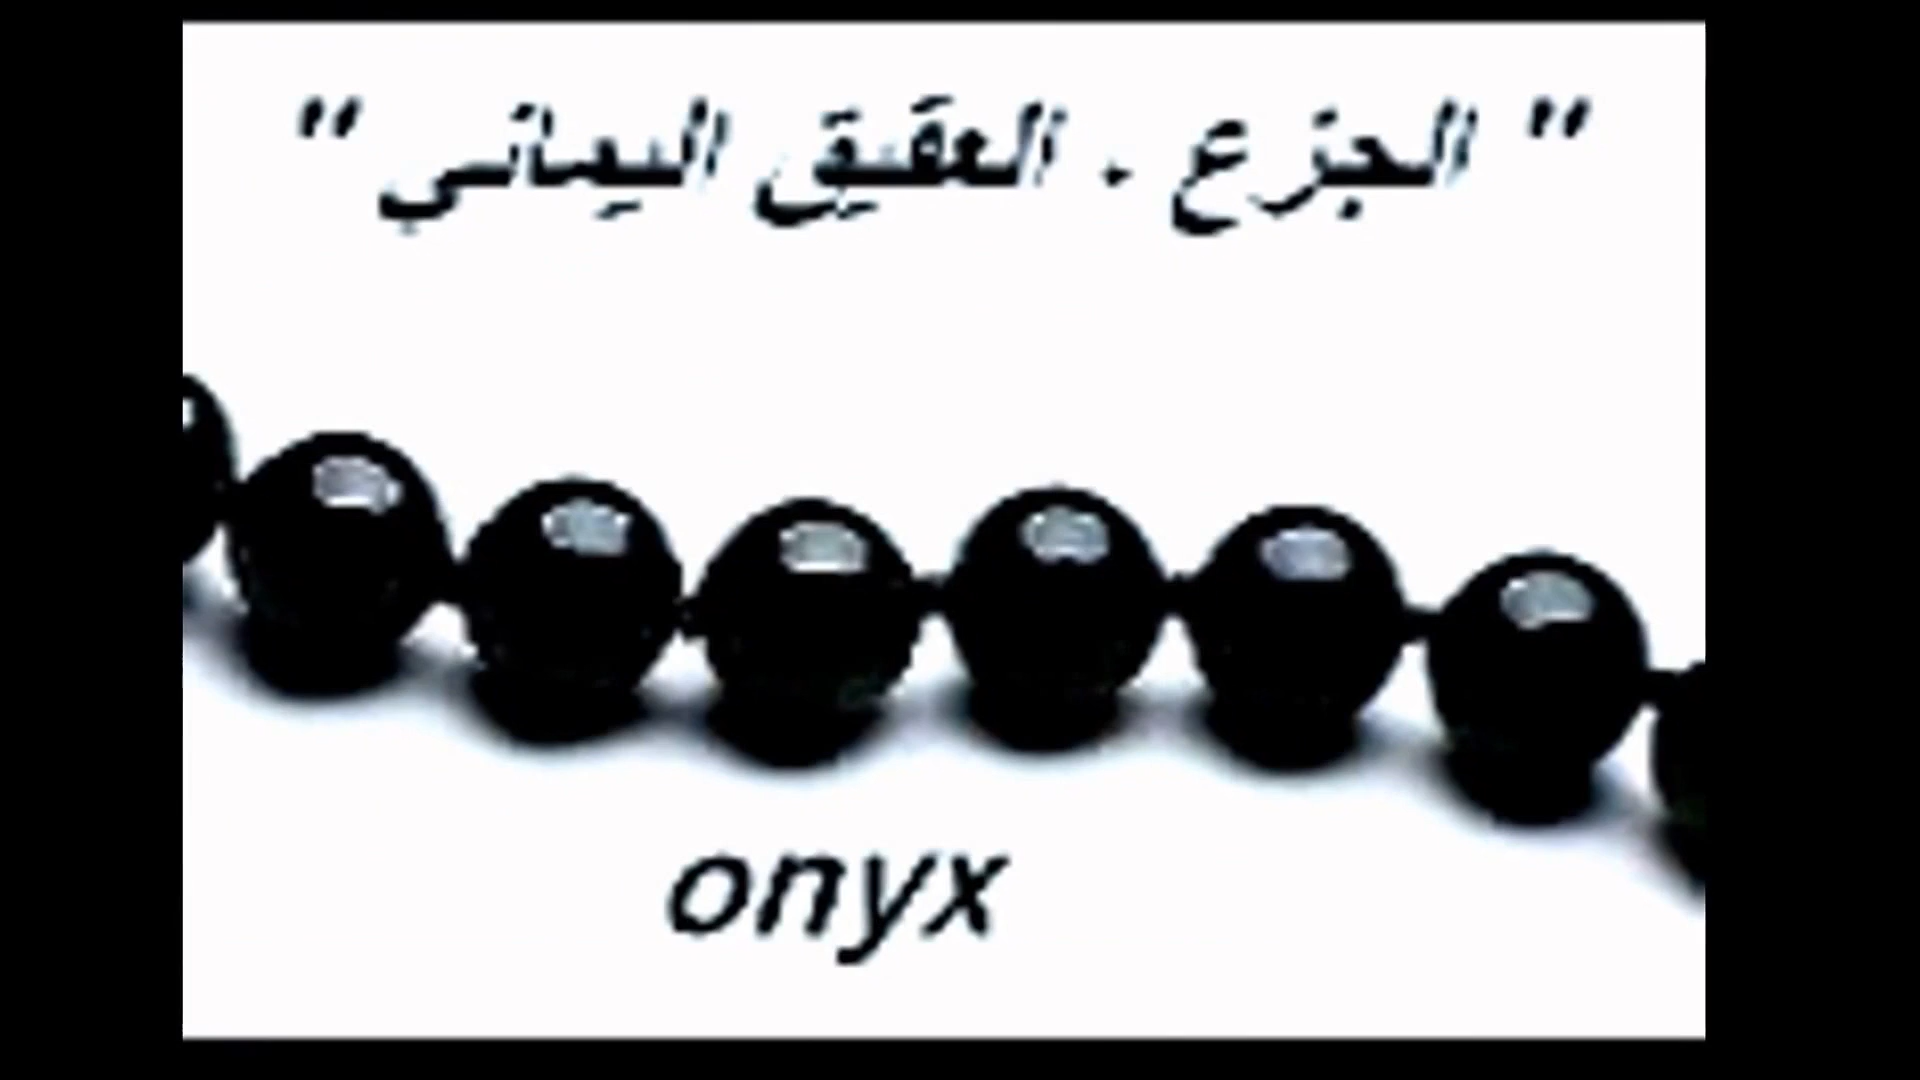 " الجزع . العقيق اليماني "
onyx